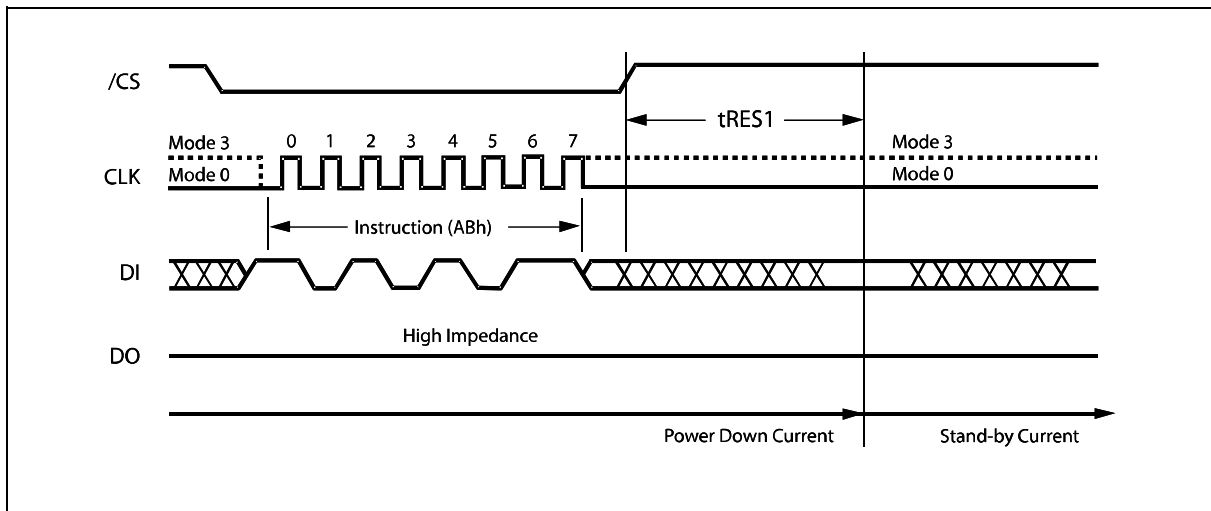 /CS
tRES1
Mode 3 0 1 2 3 4 5 6 7 Mode 3
CLK Mode 0 Mode 0
Instruction (ABh)
DI
High Impedance
DO
Power Down Current Stand-by Current